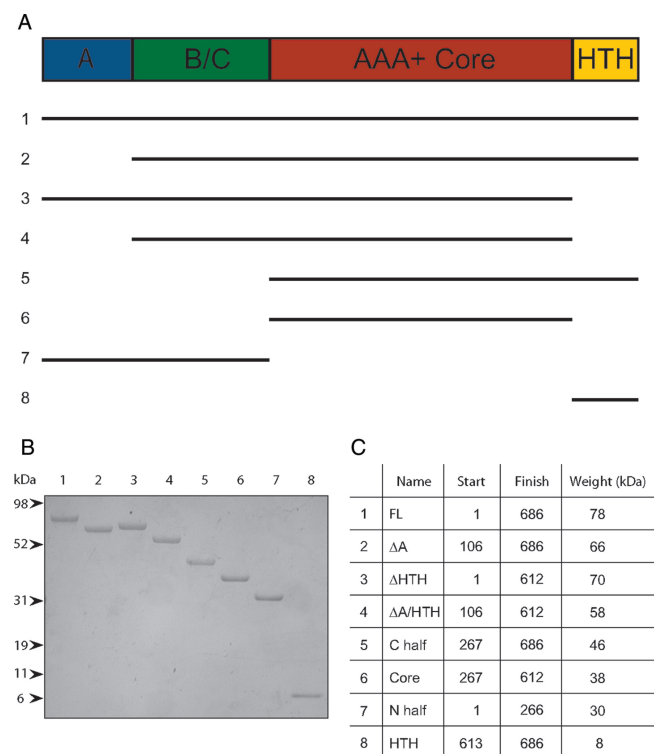 A
A B/C AAA+ Core HTH
1
2
3
4
5
6
7
8
B
kDa 1 2 3 4 5 6 7 8
98
52
31
19
11
6
C
Name Start Finish Weight (kDa)
1 FL 1 686 78
2 ΔA 106 686 66
3 ΔHTH 1 612 70
4 ΔA/HTH 106 612 58
5 C half 267 686 46
6 Core 267 612 38
7 N half 1 266 30
8 HTH 613 686 8